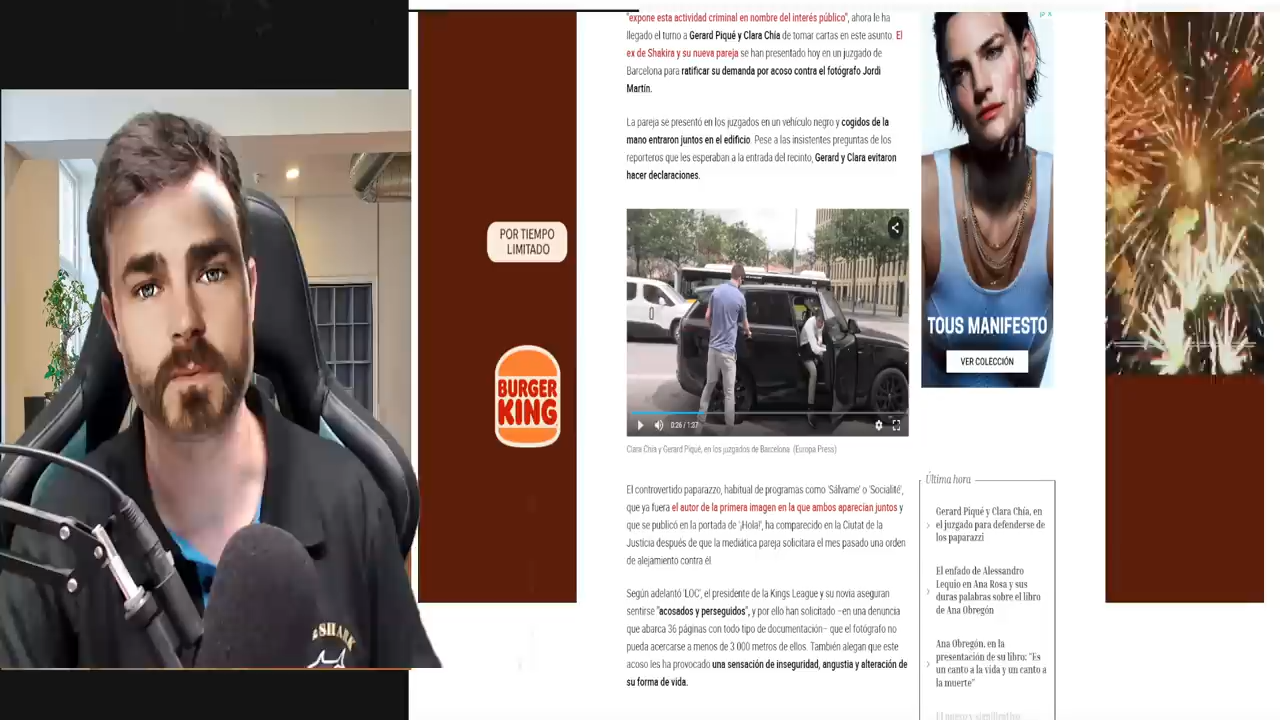 "expone esta actividad criminal en nombre del interés público", ahora le ha
llegado el turno a Gerard Piqué y Clara Chía de tomar cartas en este asunto. El
ex de Shakira y su nueva pareja se han presentado hoy en un juzgado de
Barcelona para ratificar su demanda por acoso contra el fotógrafo Jordi
Martín.
La pareja se presentó en los juzgados en un vehículo negro y cogidos de la
mano entraron juntos en el edificio. Pese a las insistentes preguntas de los
reporteros que les esperaban a la entrada del recinto, Gerard y Clara evitaron
hacer declaraciones.
0:26 / 1:37
Clara Chía y Gerard Piqué, en los juzgados de Barcelona (Europa Press)
El controvertido paparazzo, habitual de programas como 'Sálvame' o 'Socialité',
que ya fuera el autor de la primera imagen en la que ambos aparecían juntos y
que se publicó en la portada de '¡Hola!', ha comparecido en la Ciutat de la
Justícia después de que la mediática pareja solicitara el mes pasado una orden
de alejamiento contra él.
Según adelantó 'LOC', el presidente de la Kings League y su novia aseguran
sentirse "acosados y perseguidos", y por ello han solicitado -en una denuncia
que abarca 36 páginas con todo tipo de documentación- que el fotógrafo no
pueda acercarse a menos de 3.000 metros de ellos. También alegan que este
acoso les ha provocado una sensación de inseguridad, angustia y alteración de
su forma de vida.
POR TIEMPO
LIMITADO
BURGER
KING
TOUS MANIFESTO
VER COLECCIÓN
Última hora
Gerard Piqué y Clara Chía, en
el juzgado para defenderse de
los paparazzi
El enfado de Alessandro
Lequio en Ana Rosa y sus
duras palabras sobre el libro
de Ana Obregón
Ana Obregón, en la
presentación de su libro: "Es
un canto a la vida y un canto a
la muerte"
El nuevo y significativo
SHARK